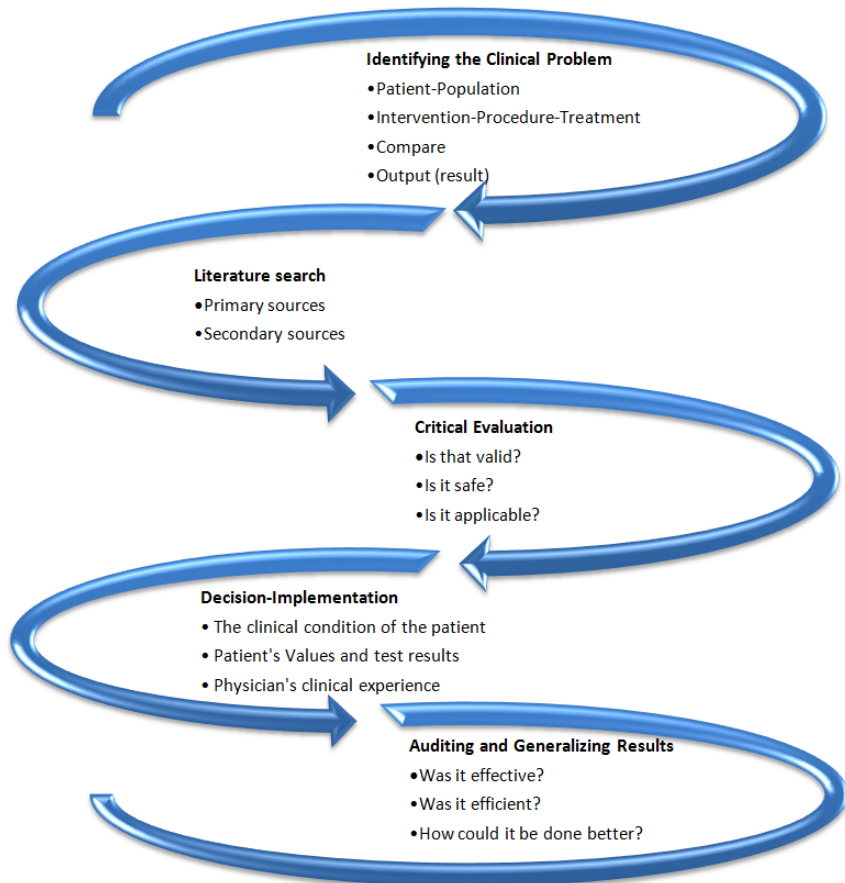 Identifying the Clinical Problem
•Patient-Population
•Intervention-Procedure-Treatment
•Compare
•Output (result)
Literature search
•Primary sources
•Secondary sources
Critical Evaluation
•Is that valid?
•Is it safe?
•Is it applicable?
Decision-Implementation
• The clinical condition of the patient
• Patient's Values and test results
• Physician's clinical experience
Auditing and Generalizing Results
•Was it effective?
•Was it efficient?
•How could it be done better?